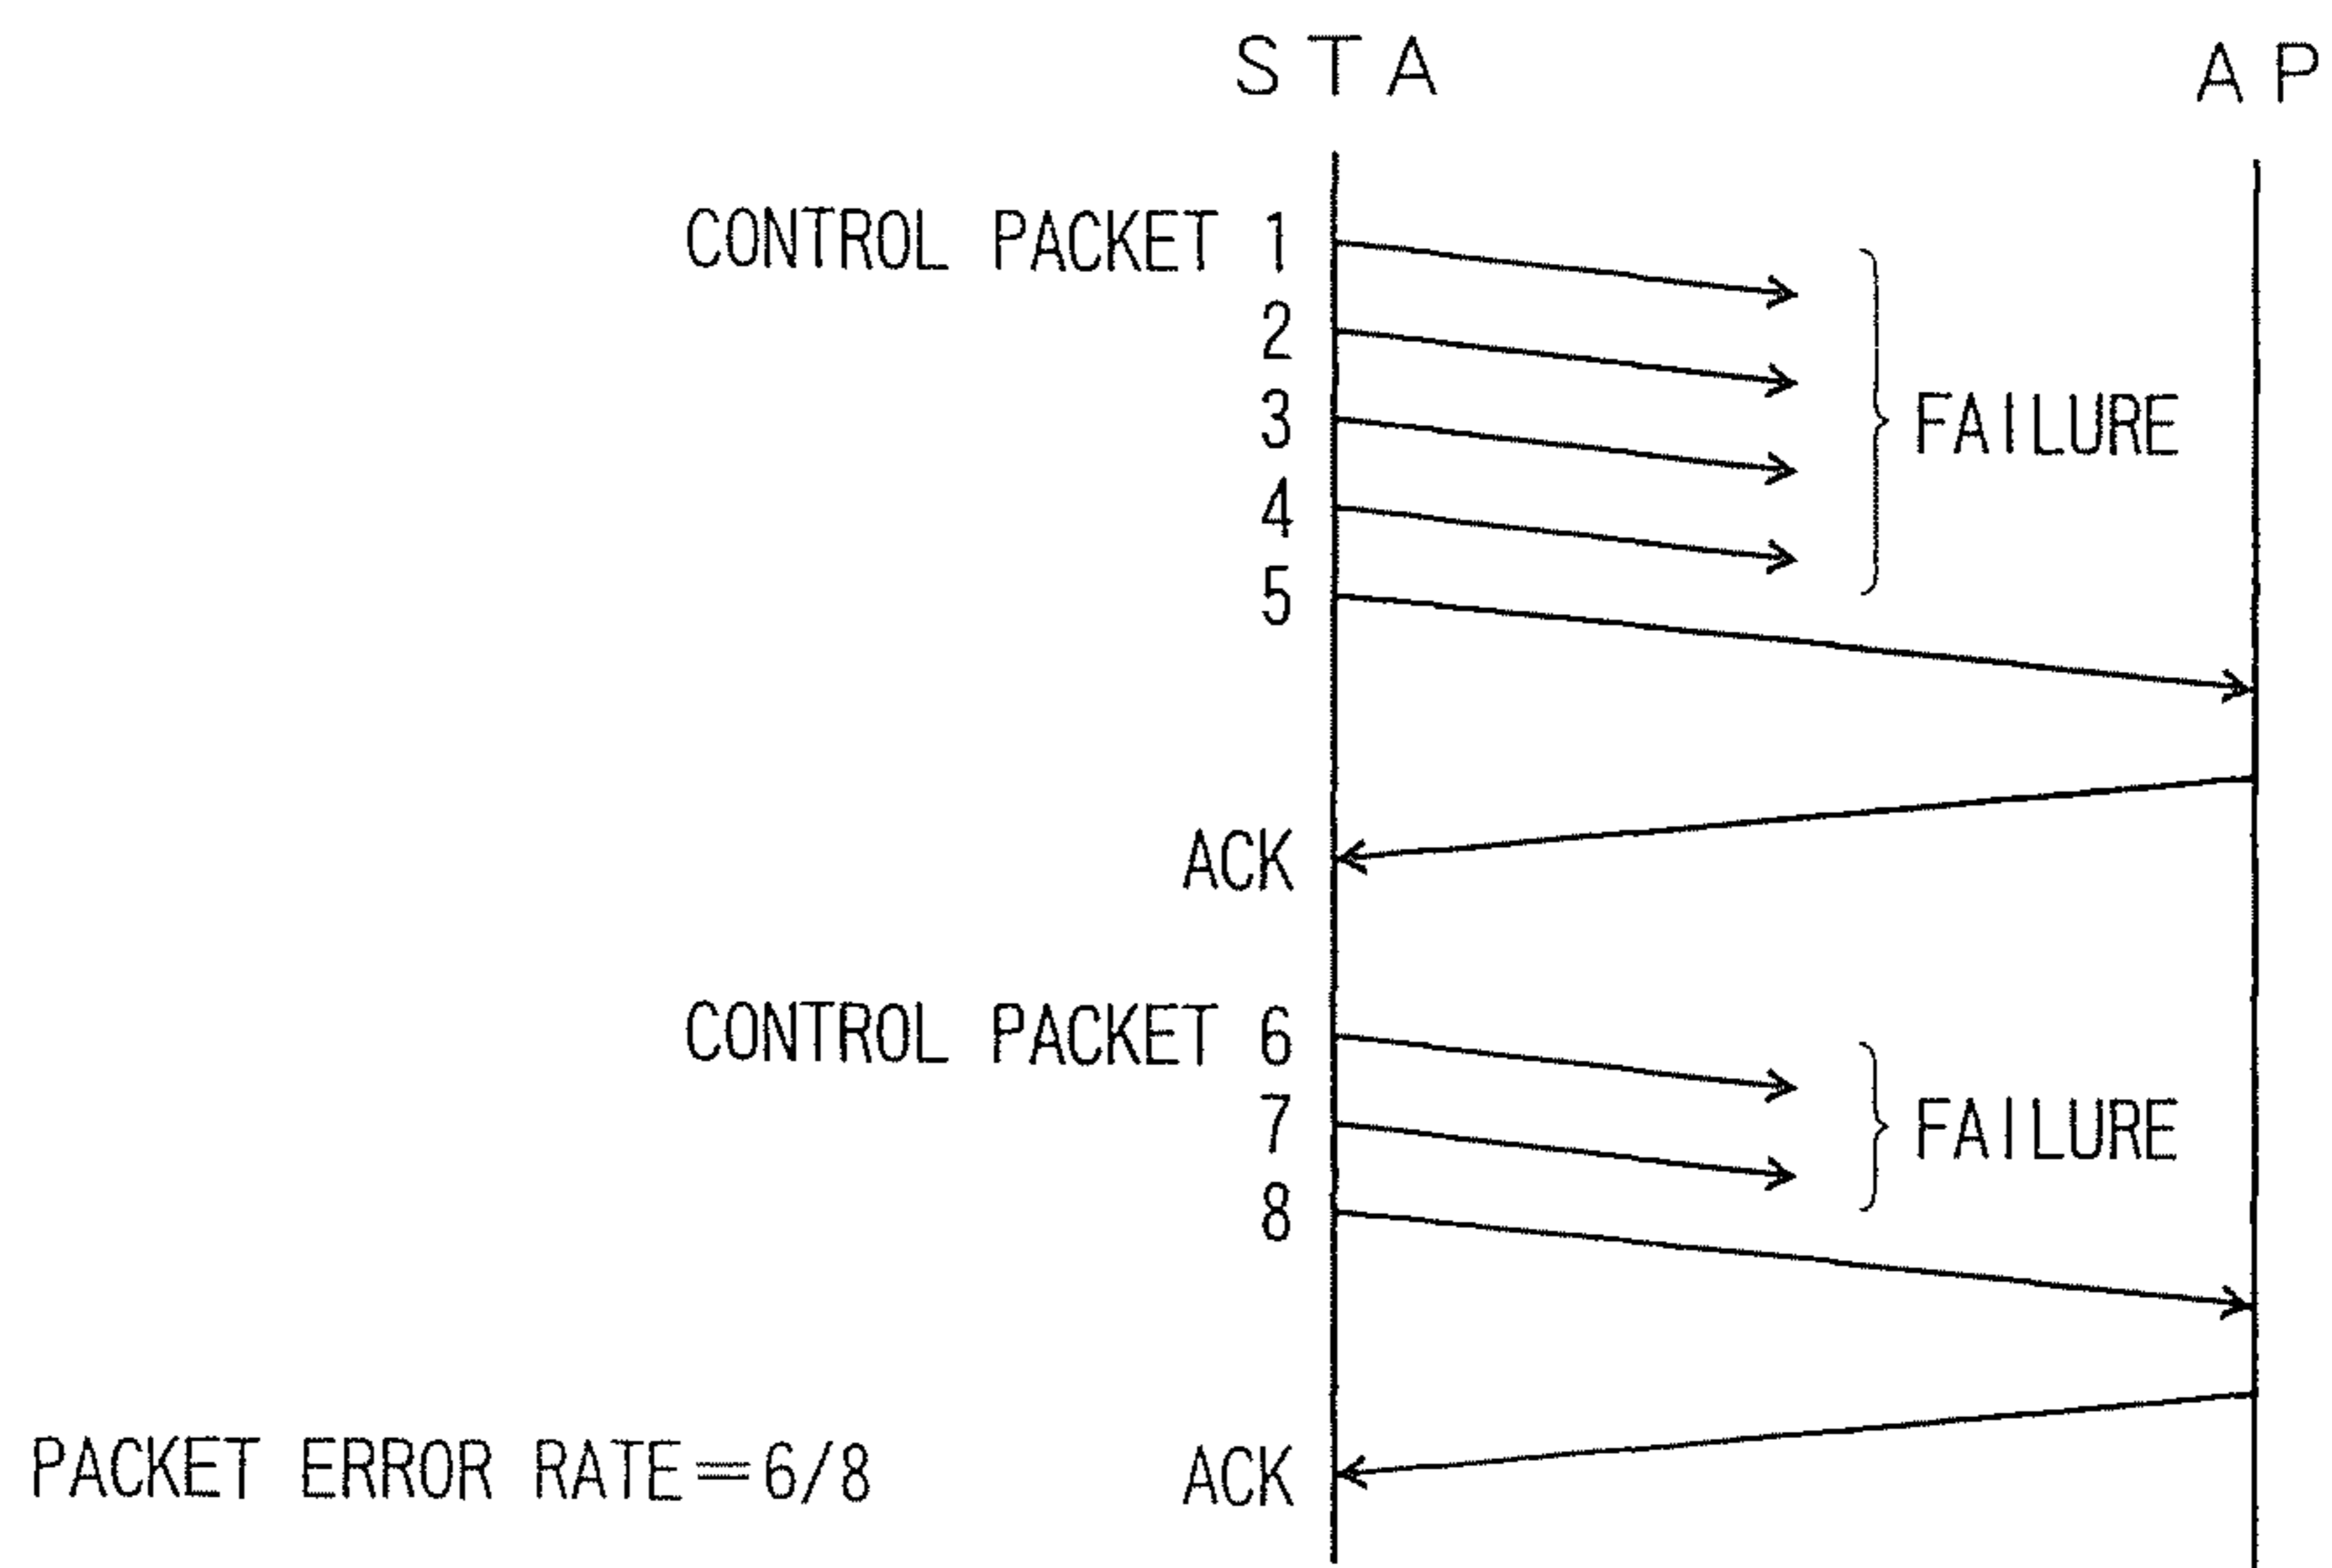 STA AP
CONTROL PACKET 1
2
3
FAILURE
4
5
ACK
CONTROL PACKET 6
7
FAILURE
8
PACKET ERROR RATE=6/8 ACK